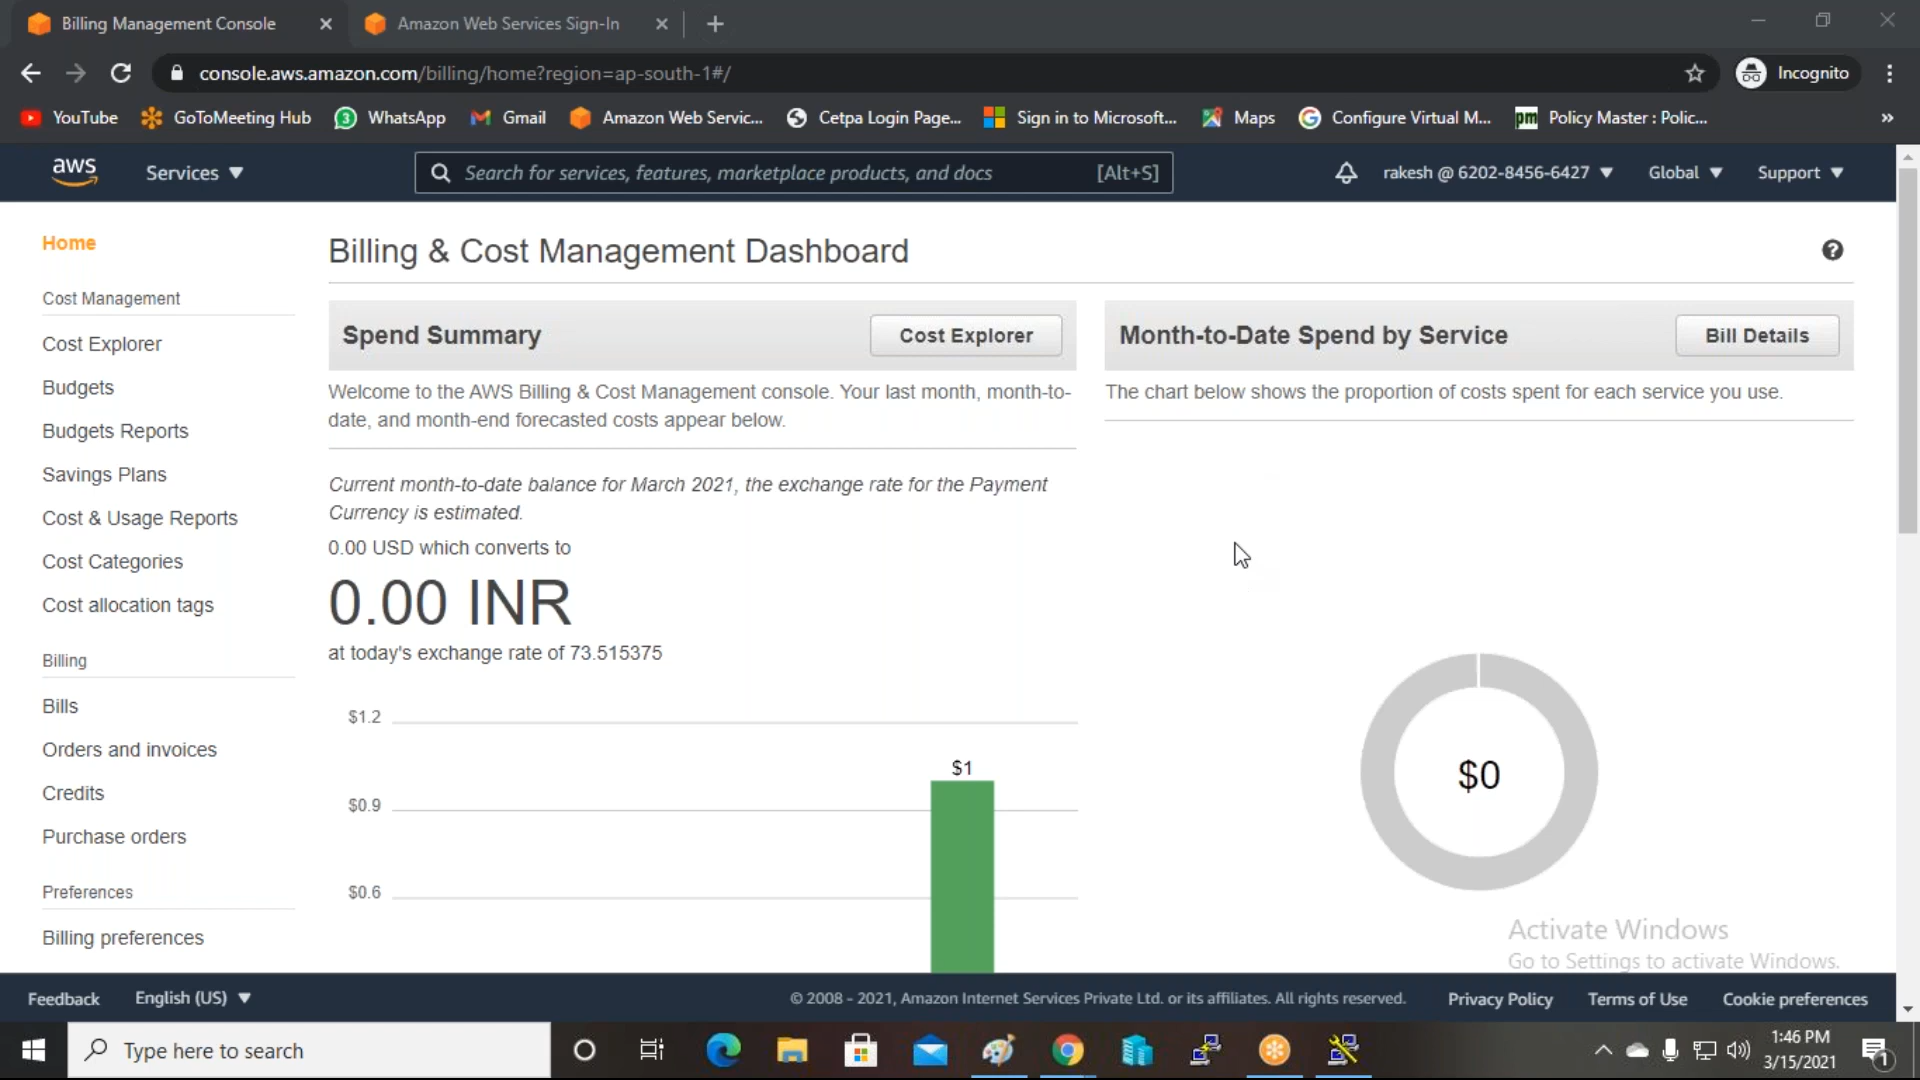 Billing Management Console
Amazon Web Services Sign-In
console.aws.amazon.com/billing/home?region=ap-south-1#/
Incognito
YouTube
GoToMeeting Hub
3
WhatsApp
Gmail
Amazon Web Servic...
Cetpa Login Page...
Sign in to Microsoft...
Maps
Configure Virtual M...
pm
Policy Master : Polic...
»
aws
Services
Search for services, features, marketplace products, and docs
[Alt+S]
rakesh @ 6202-8456-6427
Global
Support
Home
Billing & Cost Management Dashboard
Cost Management
Cost Explorer
Budgets
Budgets Reports
Savings Plans
Cost & Usage Reports
Cost Categories
Cost allocation tags
Billing
Bills
Orders and invoices
Credits
Purchase orders
Preferences
Billing preferences
Spend Summary
Cost Explorer
Welcome to the AWS Billing & Cost Management console. Your last month, month-to-
date, and month-end forecasted costs appear below.
Current month-to-date balance for March 2021, the exchange rate for the Payment
Currency is estimated.
0.00 USD which converts to
0.00 INR
at today's exchange rate of 73.515375
$1.2
$1
$0.9
$0.6
Month-to-Date Spend by Service
Bill Details
The chart below shows the proportion of costs spent for each service you use.
$0
Activate Windows
Go to Settings to activate Windows.
Feedback
English (US)
© 2008 - 2021, Amazon Internet Services Private Ltd. or its affiliates. All rights reserved.
Privacy Policy
Terms of Use
Cookie preferences
Type here to search
1:46 PM
3/15/2021
1